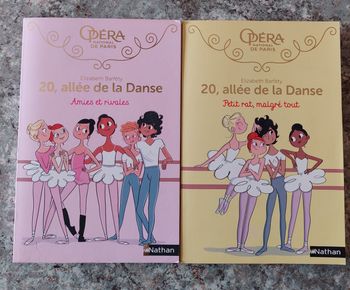 OPÉRA
NATIONAL
DE PARIS
Elizabeth Barféty
20, allée de la Danse
Amies et rivales
Nathan
OPÉRA
NATIONAL
DE PARIS
Elizabeth Barféty
20, allée de la Danse
Petit rat, malgré tout
Nathan